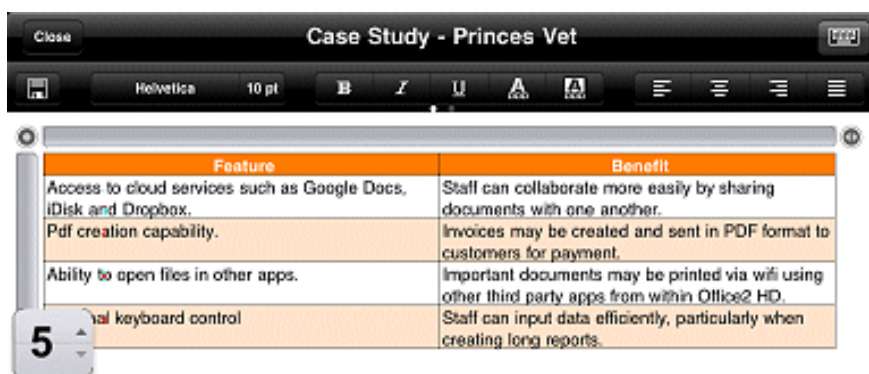 Close
Case Study - Princes Vet
Helvetica 10 pt B I U A A
Feature Benefit
Access to cloud services such as Google Docs, iDisk and Dropbox.
Staff can collaborate more easily by sharing documents with one another.
Pdf creation capability.
Invoices may be created and sent in PDF format to customers for payment.
Ability to open files in other apps.
Important documents may be printed via wifi using other third party apps from within Office2 HD.
keyboard control
Staff can input data efficiently, particularly when creating long reports.
5